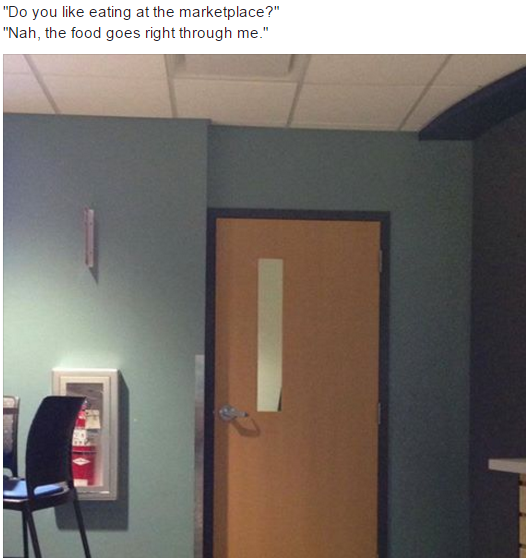 "Do you like eating at the marketplace?"
"Nah, the food goes right through me."